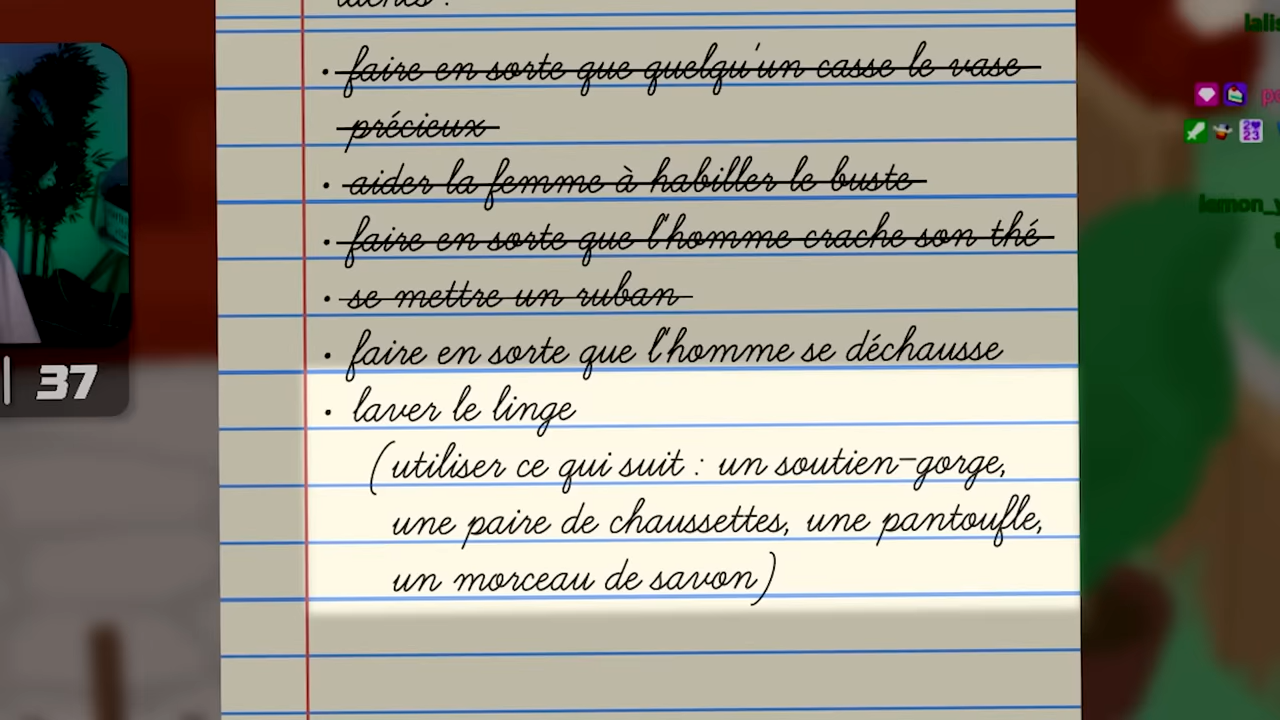 tâches :
· faire en sorte que quelqu'un casse le vase
précieux
· aider la femme à habiller le buste
· faire en sorte que l'homme crache son thé
· se mettre un ruban
· faire en sorte que l'homme se déchausse
· laver le linge
(utiliser ce qui suit : un soutien-gorge,
une paire de chaussettes, une pantoufle,
un morceau de savon)
| 37